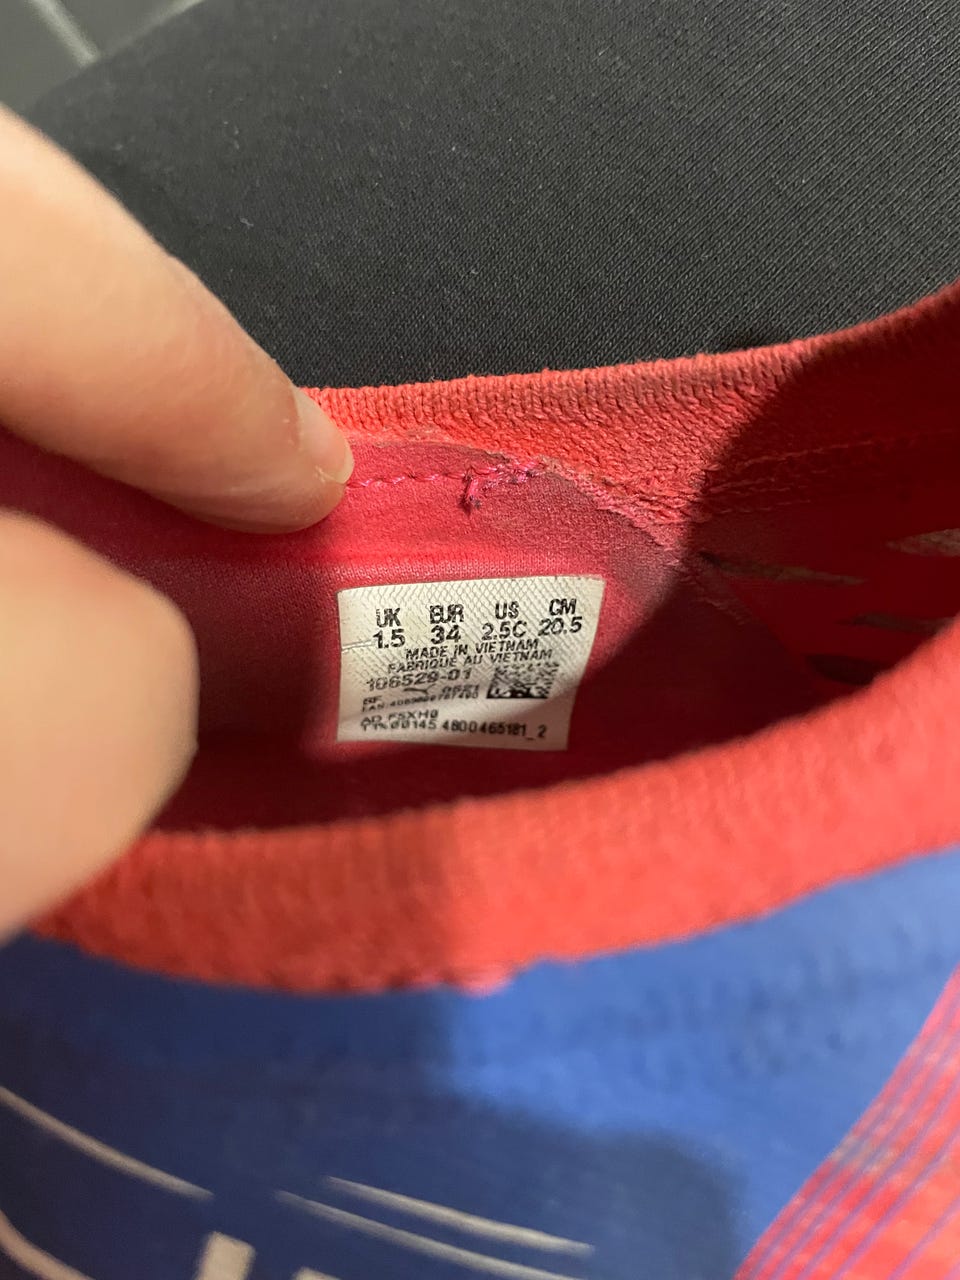 UK EUR US CM
1.5 34 2.5C 20.5
MADE IN VIETNAM
FABRIQUE AU VIETNAM
106529-01
4800465181_2